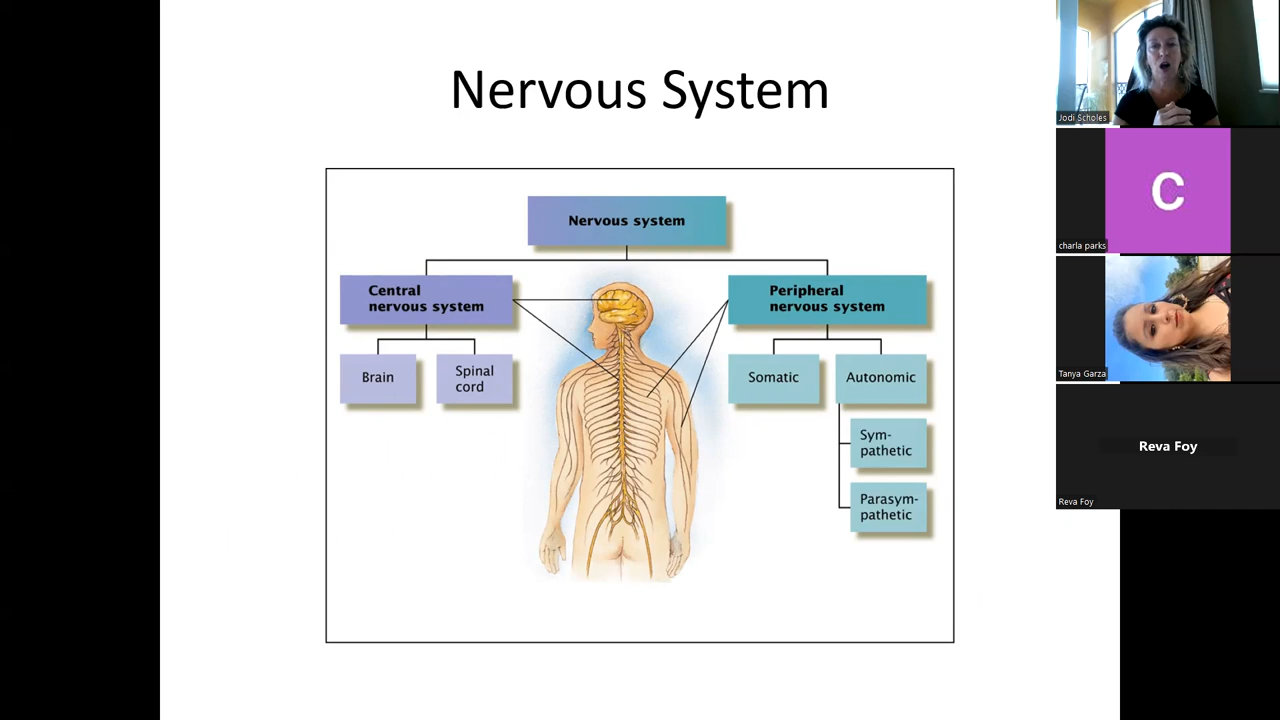 Nervous System
Nervous system
Central
nervous system
Peripheral
nervous system
Brain
Spinal
cord
Somatic
Autonomic
Sym-
pathetic
Parasym-
pathetic
Jodi Scholes
C
charla parks
Tanya Garza
Reva Foy
Reva Foy